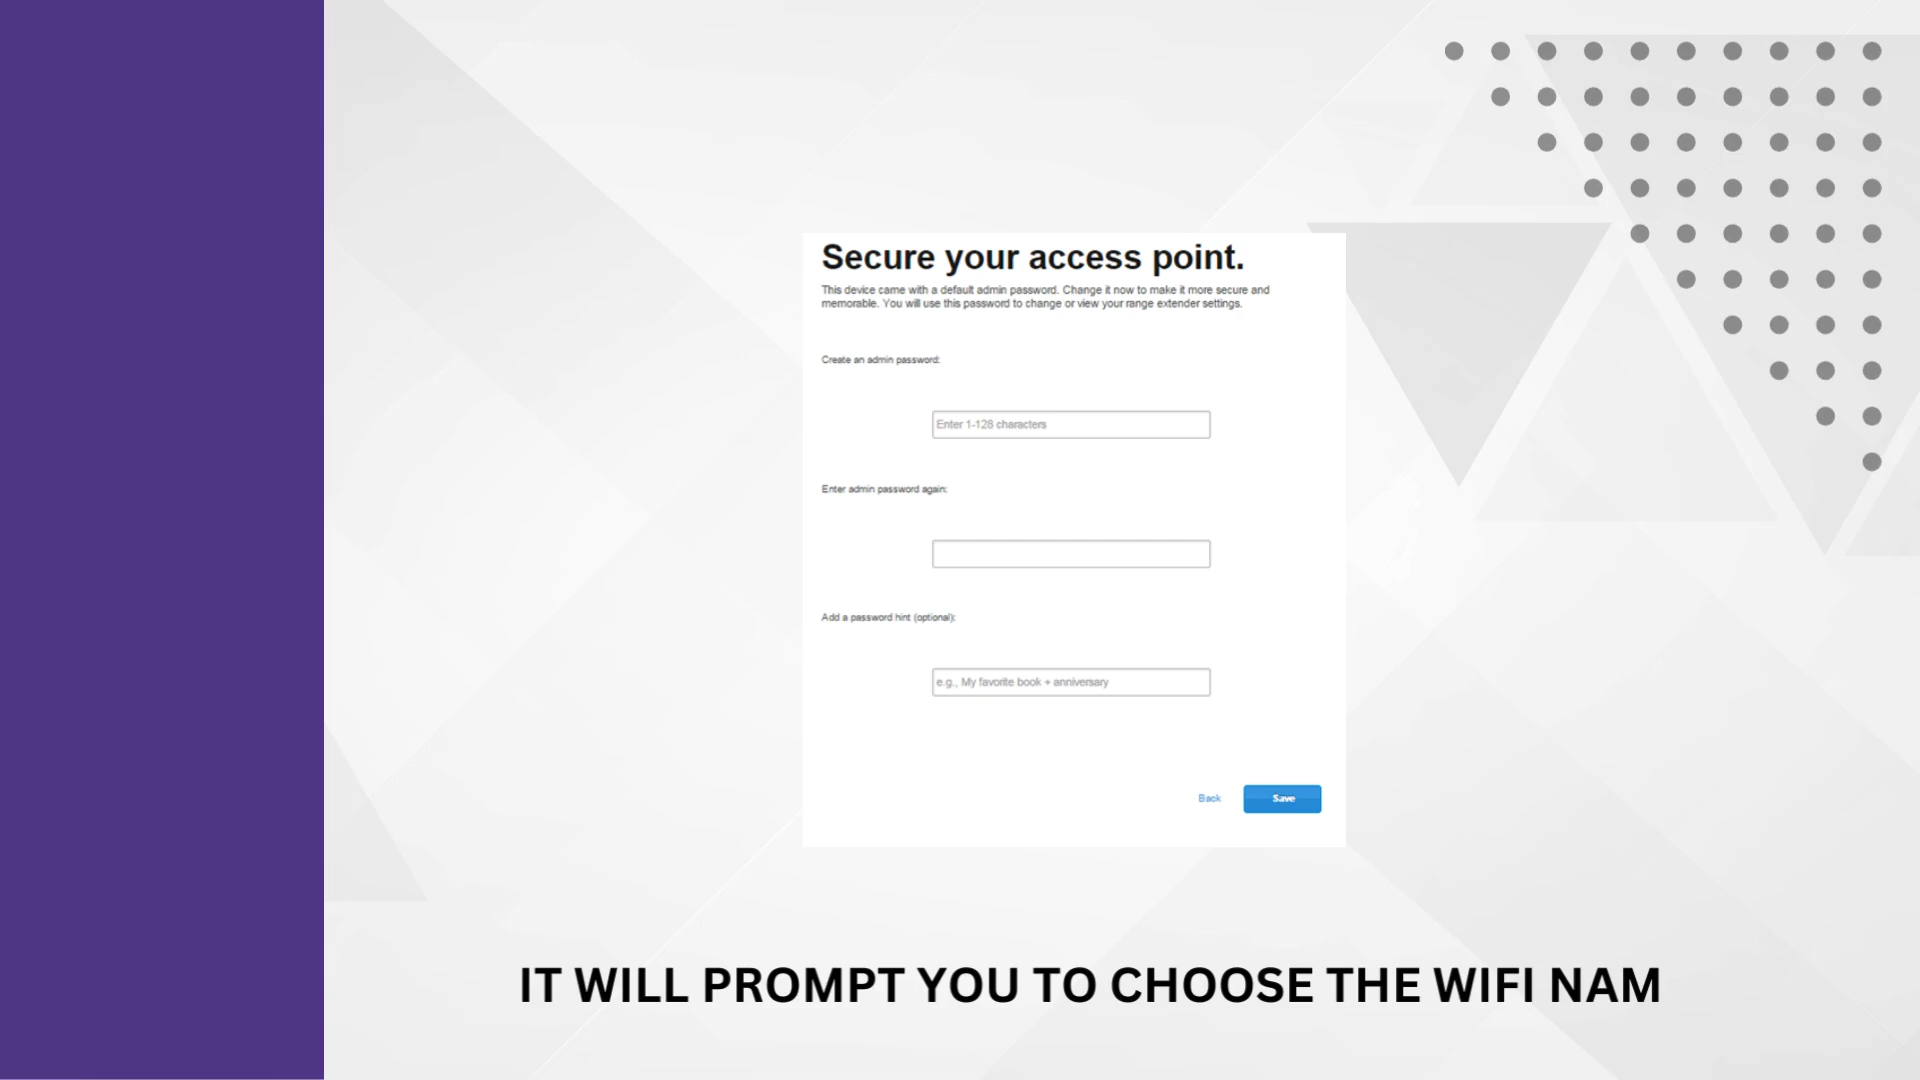 Secure your access point.
This device came with a default admin password. Change it now to make it more secure and
memorable. You will use this password to change or view your range extender settings.
Create an admin password:
Enter 1-128 characters
Enter admin password again:
Add a password hint (optional):
e.g., My favorite book + anniversary
Back
Save
IT WILL PROMPT YOU TO CHOOSE THE WIFI NAM